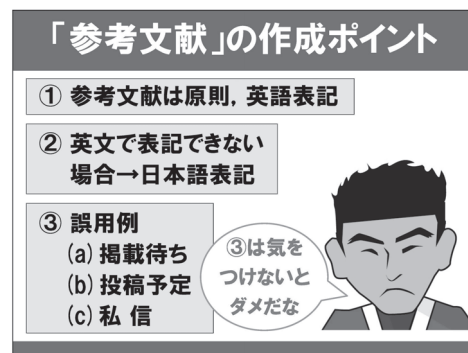 「参考文献」の作成ポイント
① 参考文献は原則，英語表記
② 英文で表記できない
場合→日本語表記
③ 誤用例
(a) 掲載待ち
(b) 投稿予定
(c) 私 信
③は気を
つけないと
ダメだな